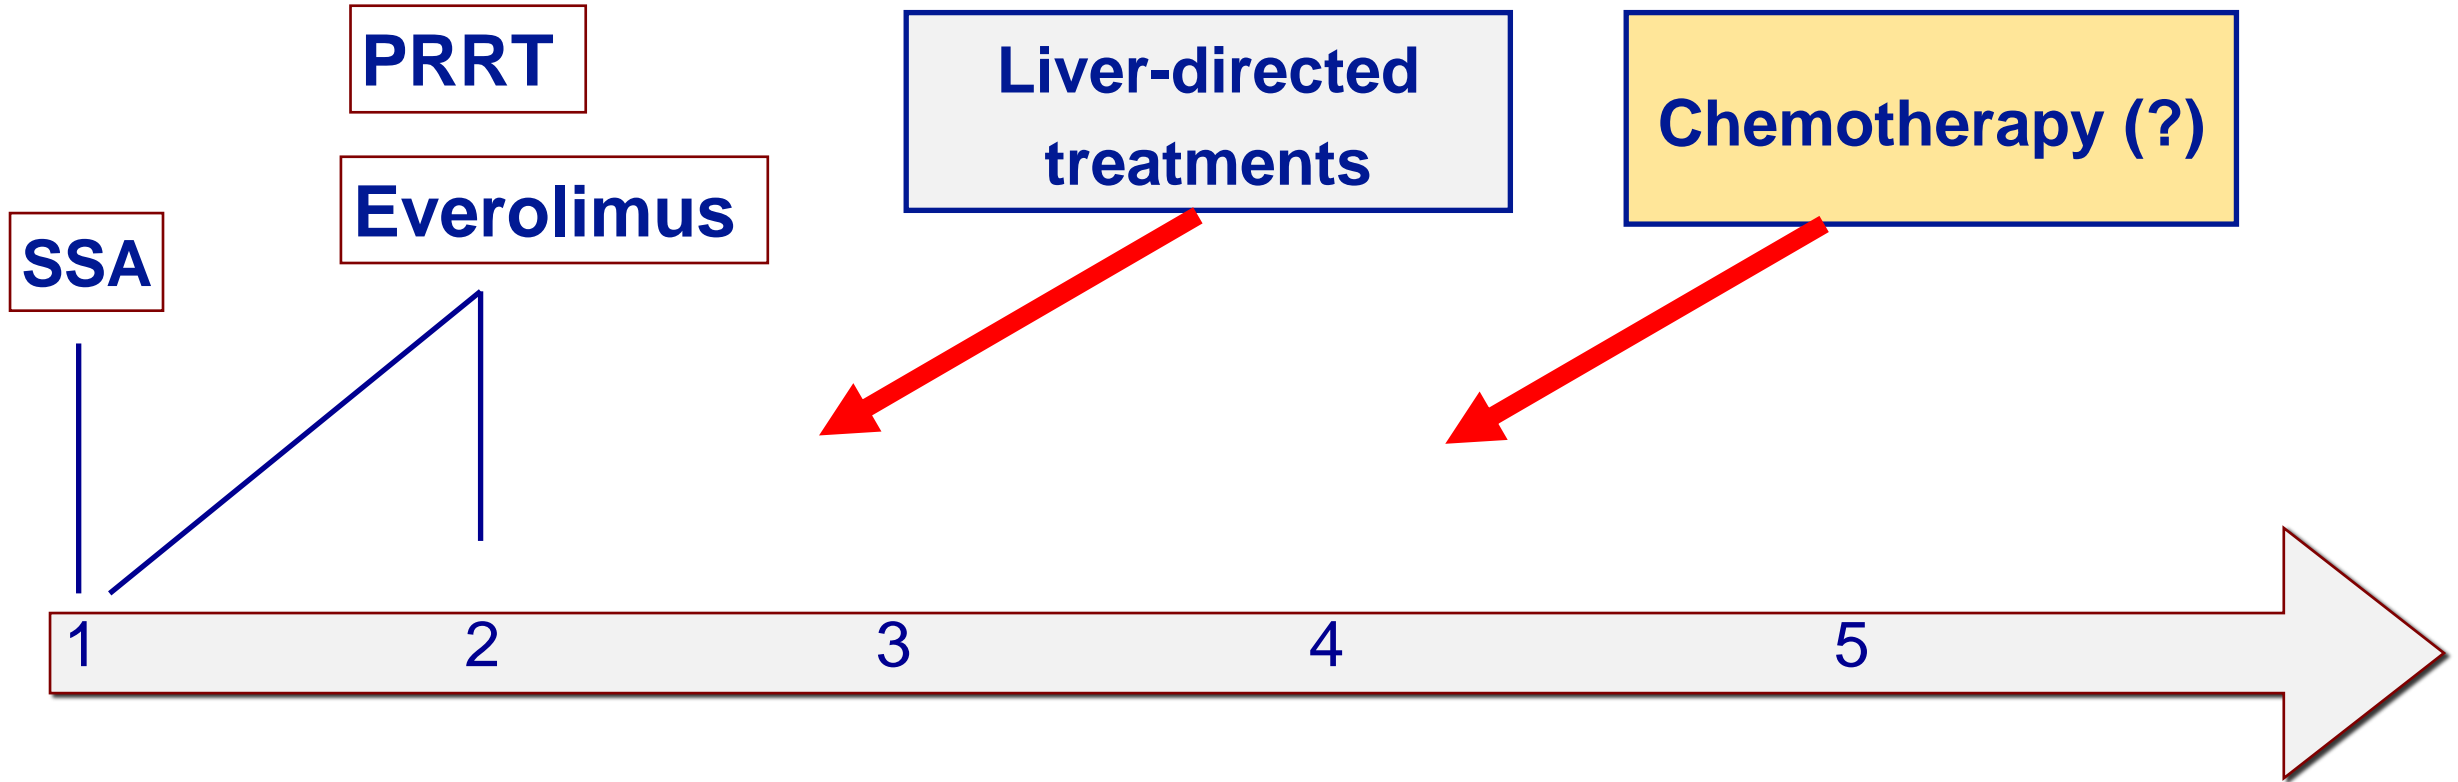 PRRT
Everolimus
SSA
Liver-directed
treatments
Chemotherapy (?)
1 2 3 4 5